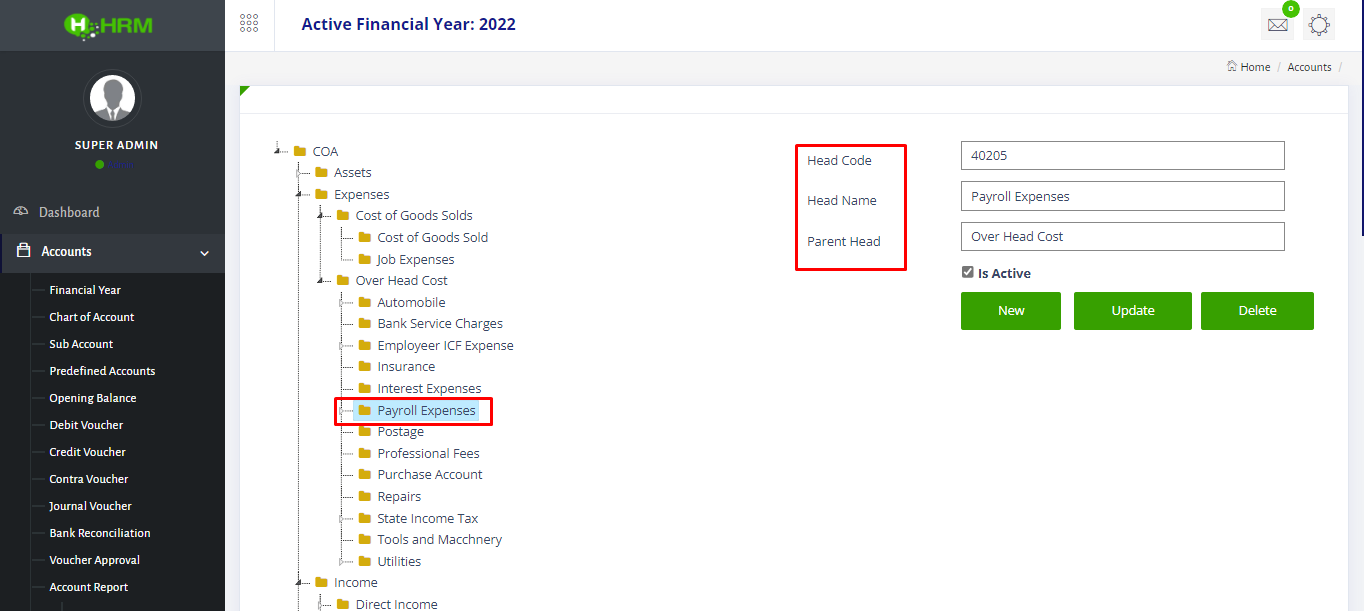 HRM
Active Financial Year: 2022
0
Home / Accounts /
SUPER ADMIN
Dashboard
Accounts
Financial Year
Chart of Account
Sub Account
Predefined Accounts
Opening Balance
Debit Voucher
Credit Voucher
Contra Voucher
Journal Voucher
Bank Reconciliation
Voucher Approval
Account Report
COA
Assets
Expenses
Cost of Goods Solds
Cost of Goods Sold
Job Expenses
Over Head Cost
Automobile
Bank Service Charges
Employeer ICF Expense
Insurance
Interest Expenses
Payroll Expenses
Postage
Professional Fees
Purchase Account
Repairs
State Income Tax
Tools and Macchnery
Utilities
Income
Direct Income
Head Code 40205
Head Name Payroll Expenses
Parent Head Over Head Cost
Is Active
New Update Delete